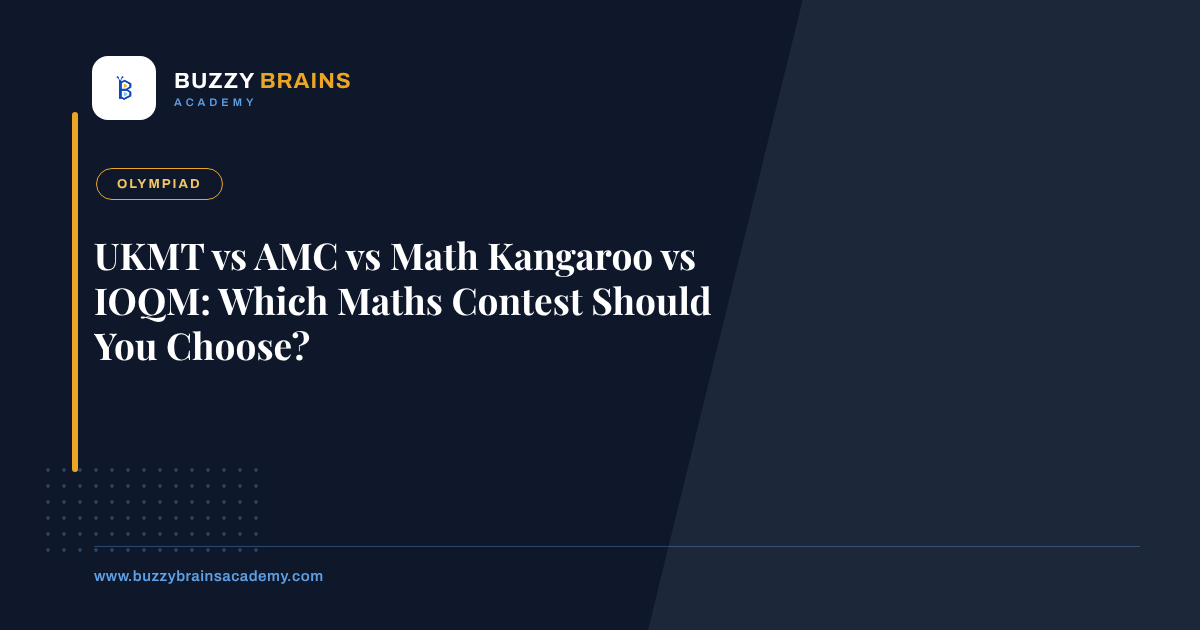 BUZZY BRAINS
ACADEMY
OLYMPIAD
UKMT vs AMC vs Math Kangaroo vs
IOQM: Which Maths Contest Should
You Choose?
www.buzzybrainsacademy.com